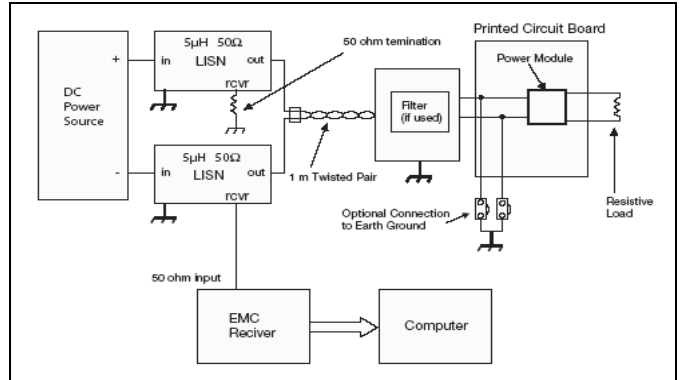 Printed Circuit Board
5µH 50Ω
LISN
in
out
rcvr
+
50 ohm temination
Power Module
DC
Power
Source
Filter
(if used)
5µH 50Ω
LISN
in
out
rcvr
-
1 m Twisted Pair
Optional Connection
to Earth Ground
Resistive
Load
50 ohm input
EMC
Reciver
Computer